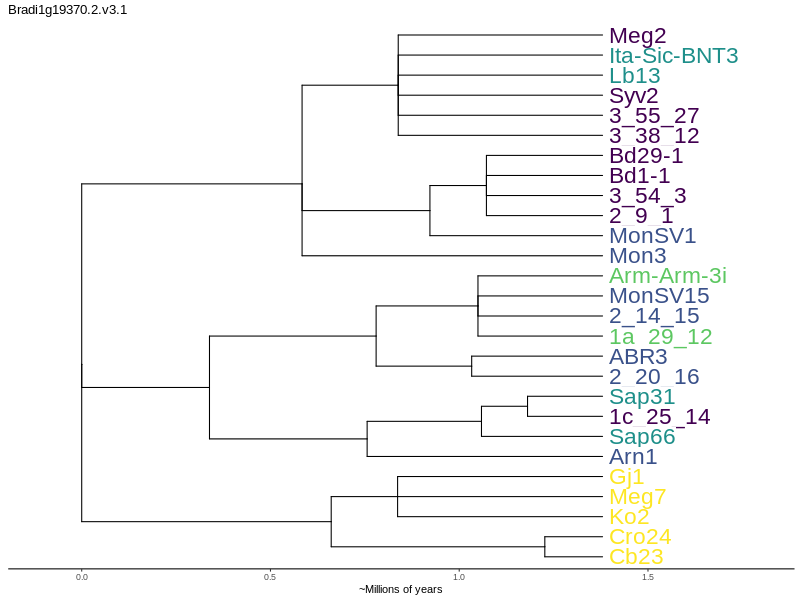 Bradi1g19370.2.v3.1
Meg2
Ita-Sic-BNT3
Lb13
Syv2
3_55_27
3_38_12
Bd29-1
Bd1-1
3_54_3
2_9_1
MonSV1
Mon3
Arm-Arm-3i
MonSV15
2_14_15
1a_29_12
ABR3
2_20_16
Sap31
1c_25_14
Sap66
Arn1
Gj1
Meg7
Ko2
Cro24
Cb23
0.0 0.5 1.0 1.5
~Millions of years